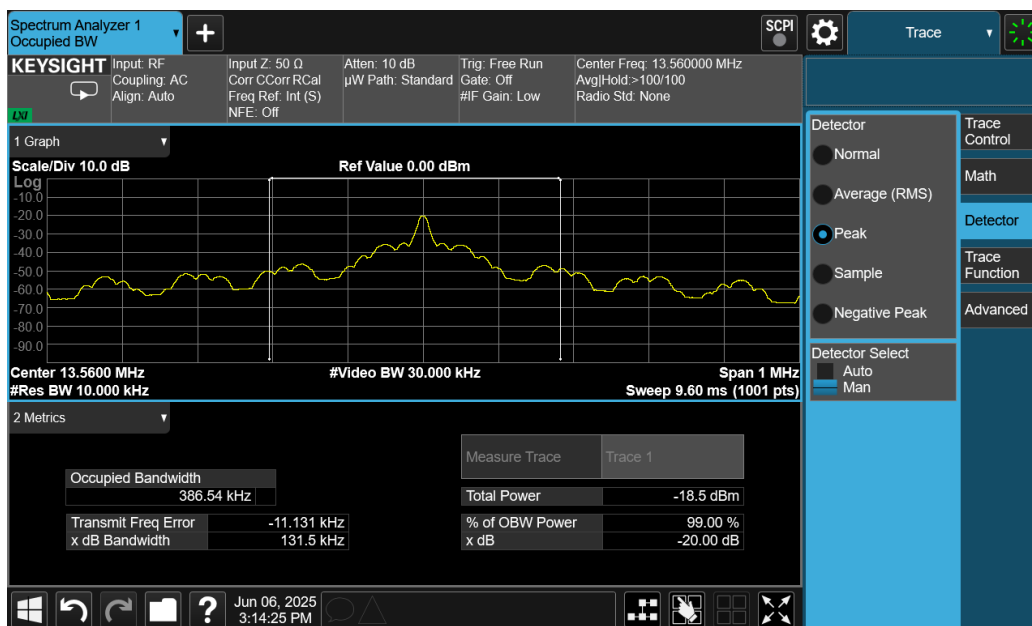 Spectrum Analyzer 1
Occupied BW
SCPI
Trace
KEYSIGHT
Input: RF
Coupling: AC
Align: Auto
Input Z: 50 Ω
Corr CCorr RCal
Freq Ref: Int (S)
NFE: Off
Atten: 10 dB
µW Path: Standard
Trig: Free Run
Gate: Off
#IF Gain: Low
Center Freq: 13.560000 MHz
Avg|Hold:>100/100
Radio Std: None
LXI
1 Graph
Scale/Div 10.0 dB
Ref Value 0.00 dBm
Log
-10.0
-20.0
-30.0
-40.0
-50.0
-60.0
-70.0
-80.0
-90.0
Center 13.5600 MHz
#Video BW 30.000 kHz
Span 1 MHz
#Res BW 10.000 kHz
Sweep 9.60 ms (1001 pts)
2 Metrics
Measure Trace
Trace 1
Occupied Bandwidth
386.54 kHz
Total Power
-18.5 dBm
Transmit Freq Error
-11.131 kHz
% of OBW Power
99.00 %
x dB Bandwidth
131.5 kHz
x dB
-20.00 dB
Detector
Normal
Average (RMS)
Peak
Sample
Negative Peak
Detector Select
Auto
Man
Trace
Control
Math
Detector
Trace
Function
Advanced
?
Jun 06, 2025
3:14:25 PM